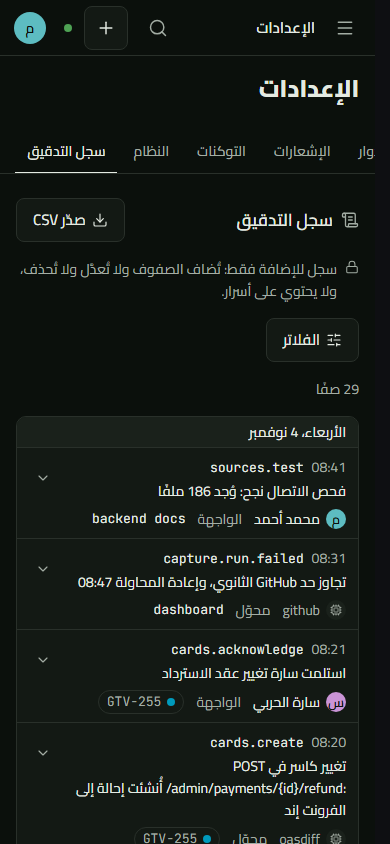 الإعدادات
م
الإعدادات
وار الإشعارات التوكنات النظام سجل التدقيق
سجل التدقيق
صدّر CSV
سجل للإضافة فقط: تُضاف الصفوف ولا تُعدَّل ولا تُحذف،
ولا يحتوي على أسرار.
الفلاتر
29 صفًا
الأربعاء، 4 نوفمبر
08:41 sources.test
فحص الاتصال نجح: وُجد 186 ملفًا
م محمد أحمد الواجهة backend docs
08:31 capture.run.failed
تجاوز حد GitHub الثانوي، وإعادة المحاولة 08:47
github محوّل dashboard
08:21 cards.acknowledge
استلمت سارة تغيير عقد الاسترداد
س سارة الحربي الواجهة GTV-255
08:20 cards.create
تغيير كاسر في POST
/admin/payments/{id}/refund: أُنشئت إحالة إلى
الفرونت إند
oasdiff محوّل GTV-255